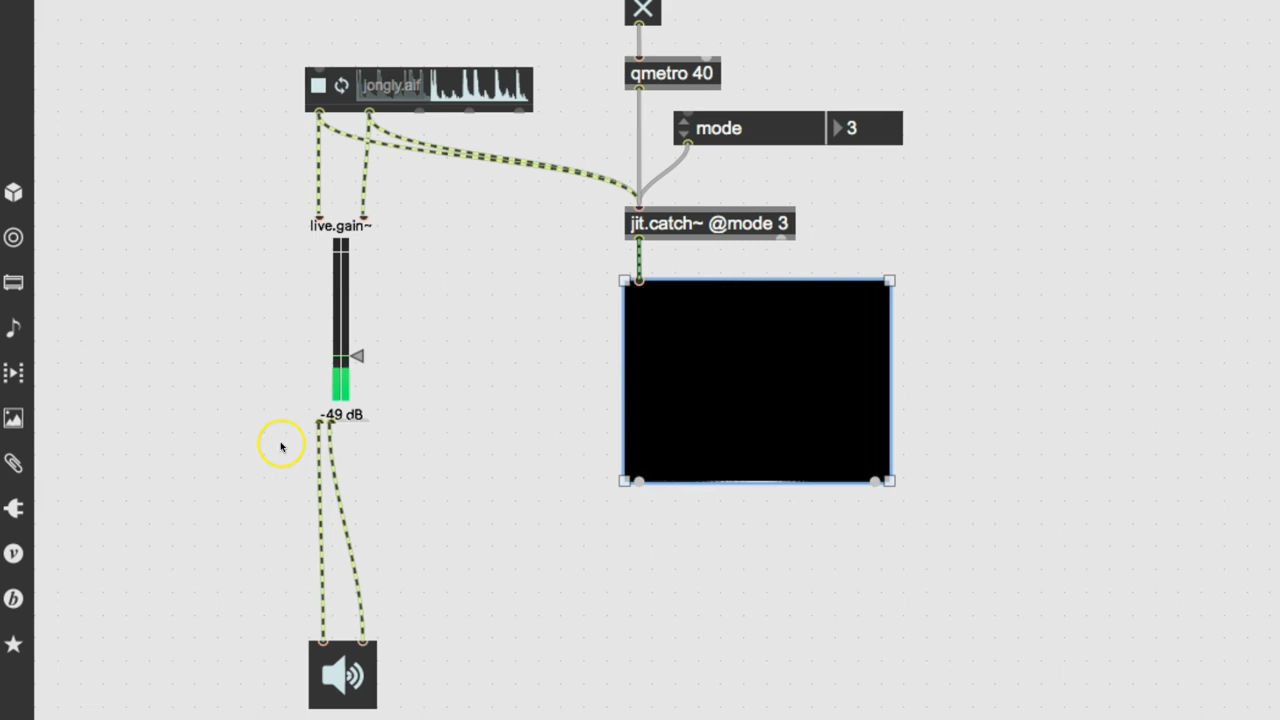 jongly.aif
qmetro 40
mode
3
live.gain~
jit.catch~ @mode 3
-49 dB